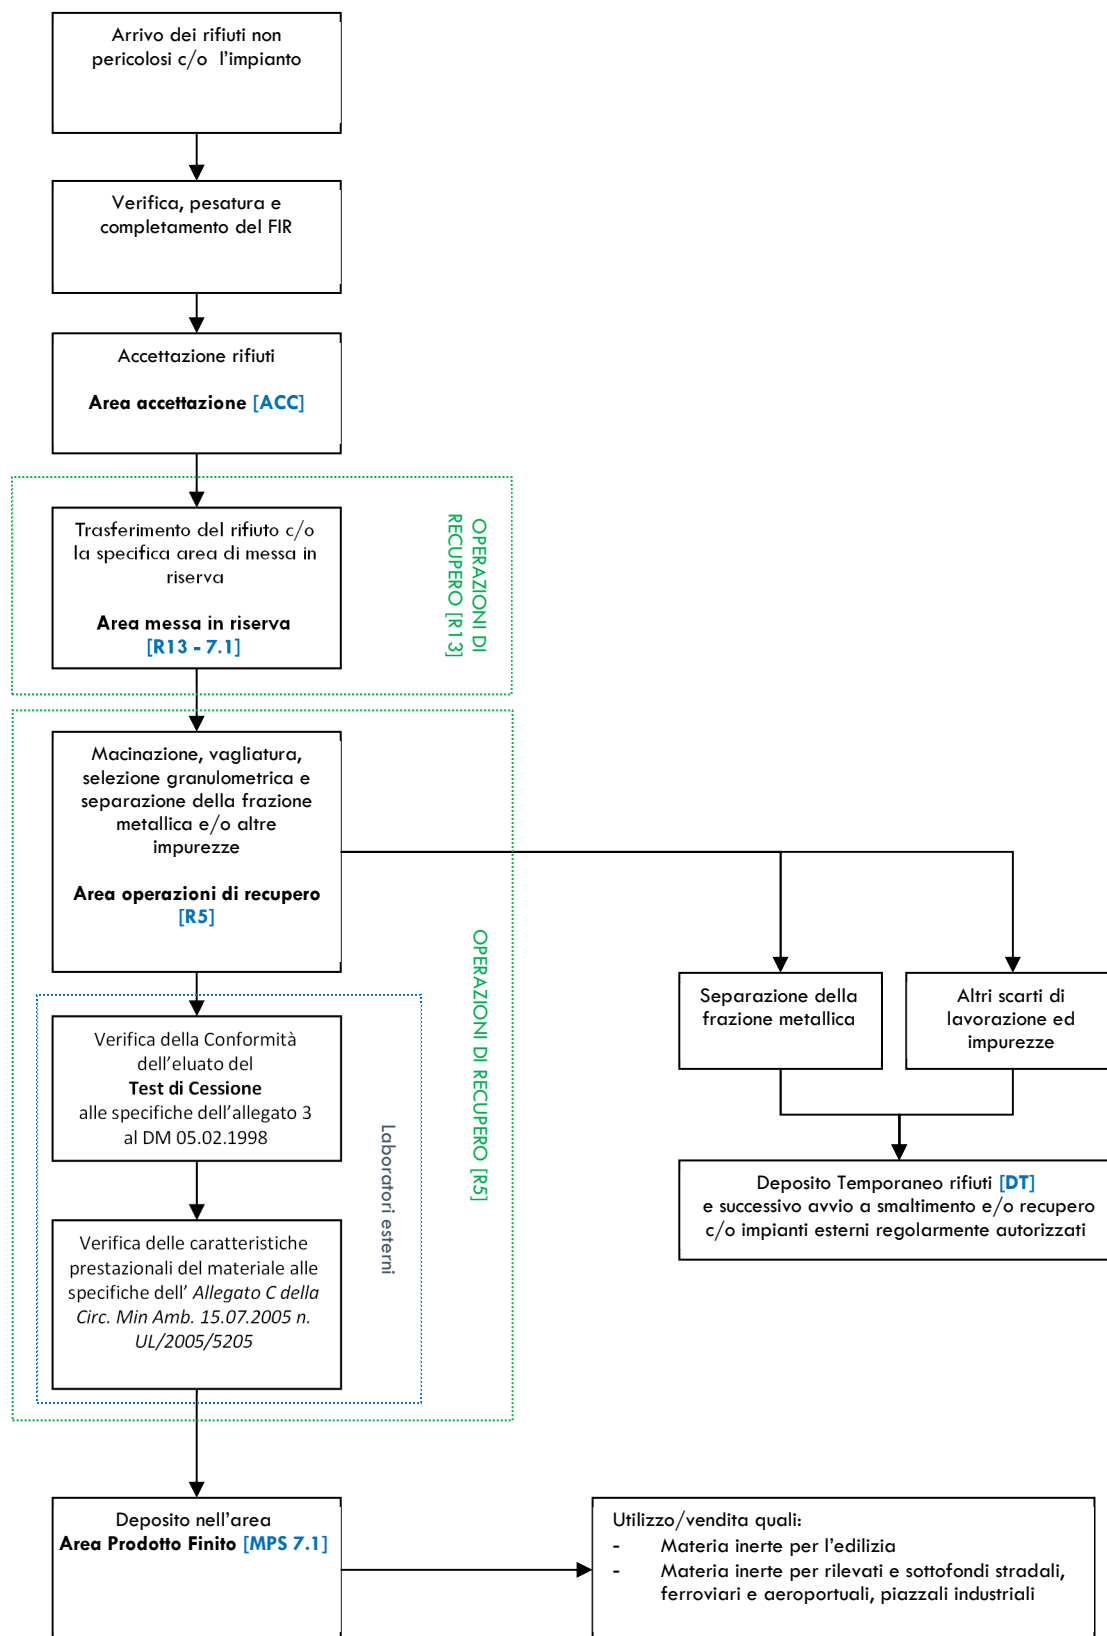 Arrivo dei rifiuti non
pericolosi c/o l'impianto
Verifica, pesatura e
completamento del FIR
Accettazione rifiuti
Area accettazione [ACC]
Trasferimento del rifiuto c/o
la specifica area di messa in
riserva
Area messa in riserva
[R13 - 7.1]
OPERAZIONI DI
RECUPERO [R13]
Macinazione, vagliatura,
selezione granulometrica e
separazione della frazione
metallica e/o altre
impurezze
Area operazioni di recupero
[R5]
OPERAZIONI DI RECUPERO [R5]
Separazione della
frazione metallica
Altri scarti di
lavorazione ed
impurezze
Deposito Temporaneo rifiuti [DT]
e successivo avvio a smaltimento e/o recupero
c/o impianti esterni regolarmente autorizzati
Verifica della Conformità
dell'eluato del
Test di Cessione
alle specifiche dell'allegato 3
al DM 05.02.1998
Laboratori esterni
Verifica delle caratteristiche
prestazionali del materiale alle
specifiche dell' Allegato C della
Circ. Min Amb. 15.07.2005 n.
UL/2005/5205
Deposito nell'area
Area Prodotto Finito [MPS 7.1]
Utilizzo/vendita quali:
- Materia inerte per l'edilizia
- Materia inerte per rilevati e sottofondi stradali,
ferroviari e aeroportuali, piazzali industriali